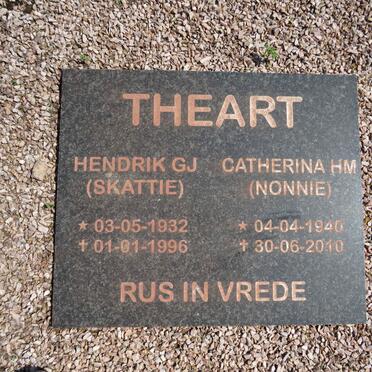 THEART
HENDRIK GJ CATHERINA HM
(SKATTIE) (NONNIE)
★ 03-05-1932 ★ 04-04-1940
✝ 01-01-1996 ✝ 30-06-2010
RUS IN VREDE